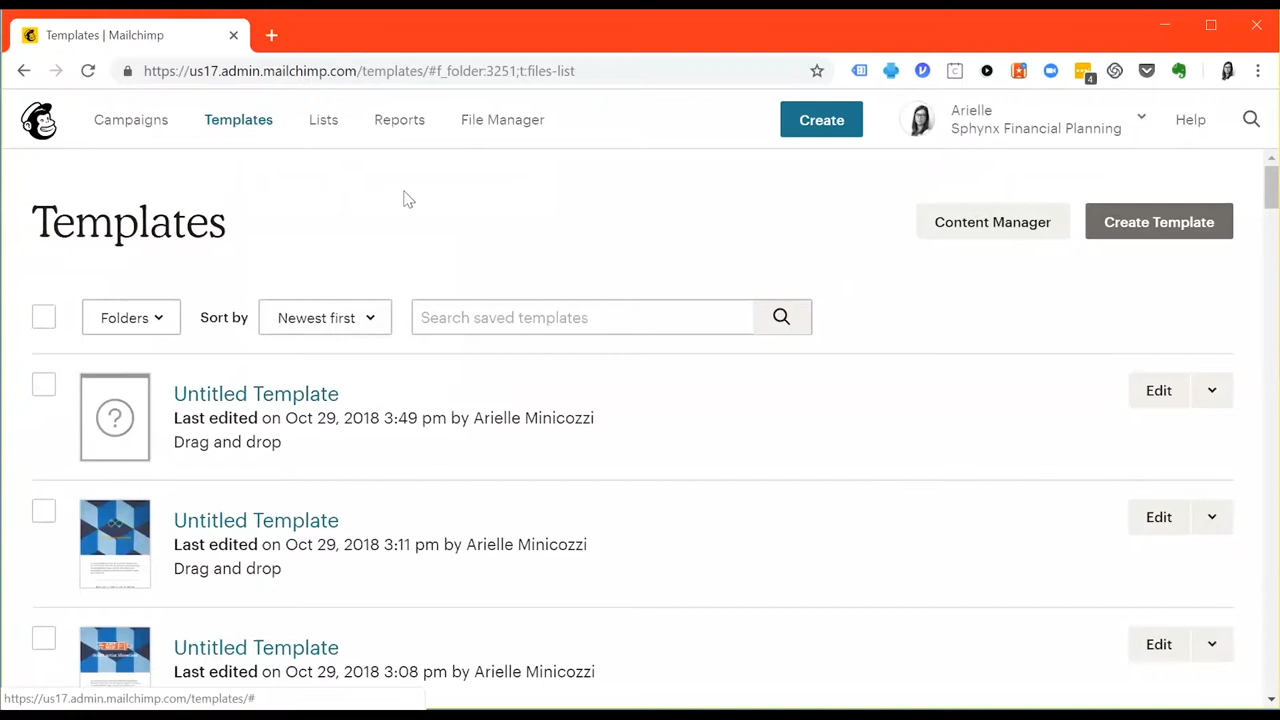 Templates | Mailchimp
https://us17.admin.mailchimp.com/templates/#f_folder:3251;t:files-list
4
Campaigns
Templates
Lists
Reports
File Manager
Create
Arielle
Sphynx Financial Planning
Help
Templates
Content Manager
Create Template
Folders
Sort by
Newest first
Search saved templates
Untitled Template
Last edited on Oct 29, 2018 3:49 pm by Arielle Minicozzi
Drag and drop
Edit
Untitled Template
Last edited on Oct 29, 2018 3:11 pm by Arielle Minicozzi
Drag and drop
Edit
Untitled Template
Last edited on Oct 29, 2018 3:08 pm by Arielle Minicozzi
Edit
https://us17.admin.mailchimp.com/templates/#